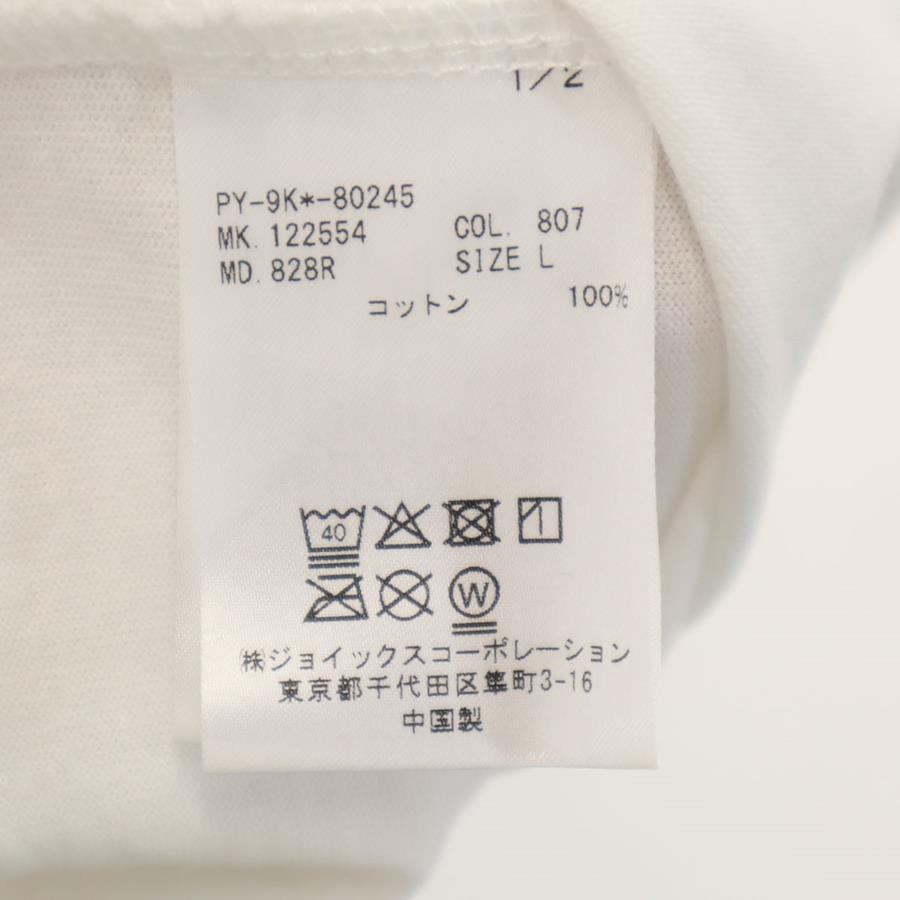 1/2
PY-9K*-80245
MK. 122554 COL. 807
MD. 828R SIZE L
コットン 100%
40
W
㈱ジョイックスコーポレーション
東京都千代田区隼町3-16
中国製